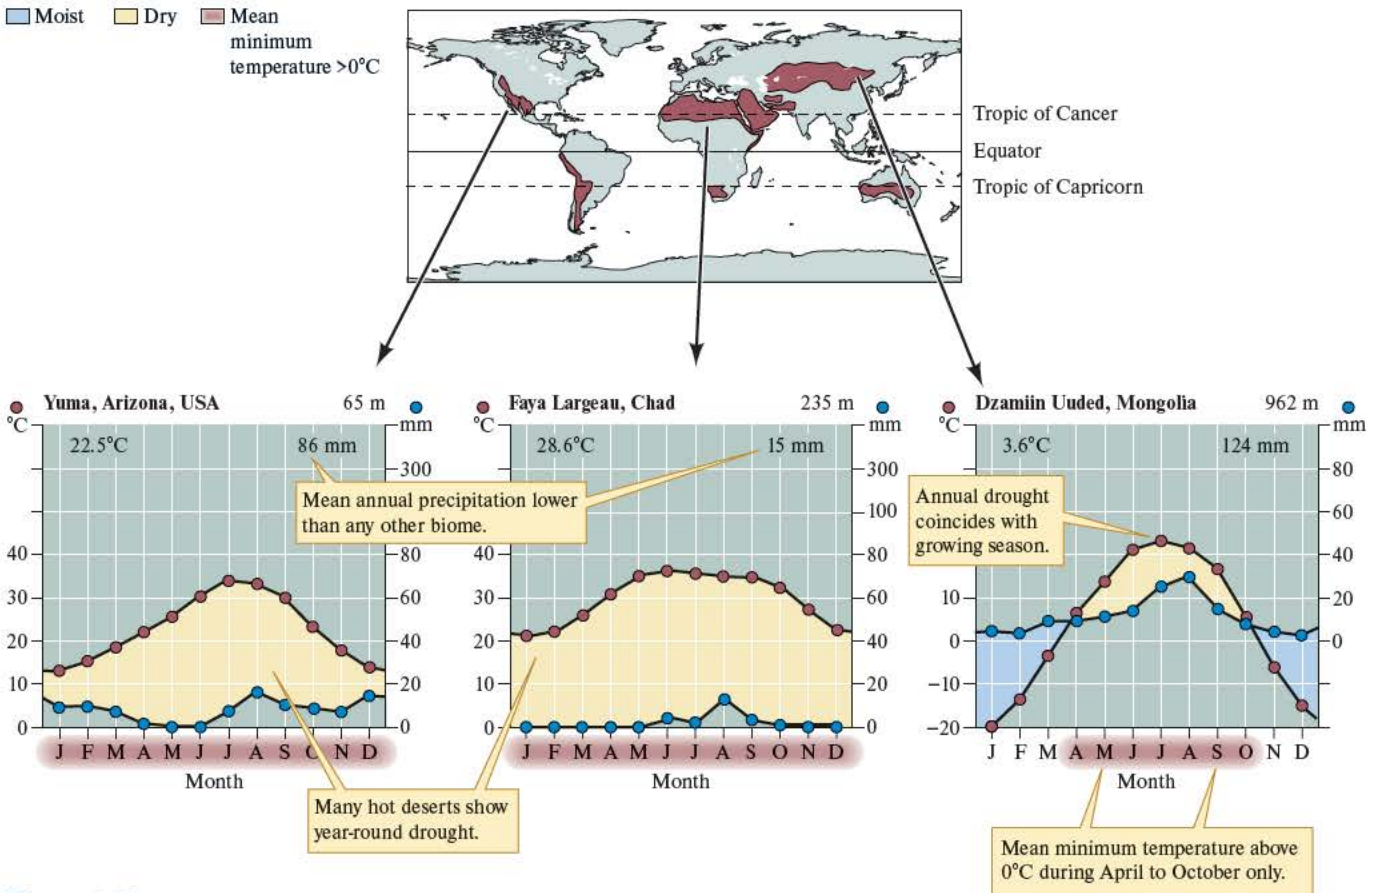 Moist
Dry
Mean
minimum
temperature >0°C
Tropic of Cancer
Equator
Tropic of Capricorn
°C
Yuma, Arizona, USA
65 m
mm
22.5°C
86 mm
300
40
80
30
60
20
40
10
20
0
0
J F M A M J J A S O N D
Month
°C
Faya Largeau, Chad
235 m
mm
28.6°C
15 mm
300
100
40
80
30
60
20
40
10
20
0
0
J F M A M J J A S O N D
Month
°C
Dzamiin Uuded, Mongolia
962 m
mm
3.6°C
124 mm
80
60
40
10
20
0
0
−10
−20
J F M A M J J A S O N D
Month
Mean annual precipitation lower
than any other biome.
Annual drought
coincides with
growing season.
Many hot deserts show
year-round drought.
Mean minimum temperature above
0°C during April to October only.